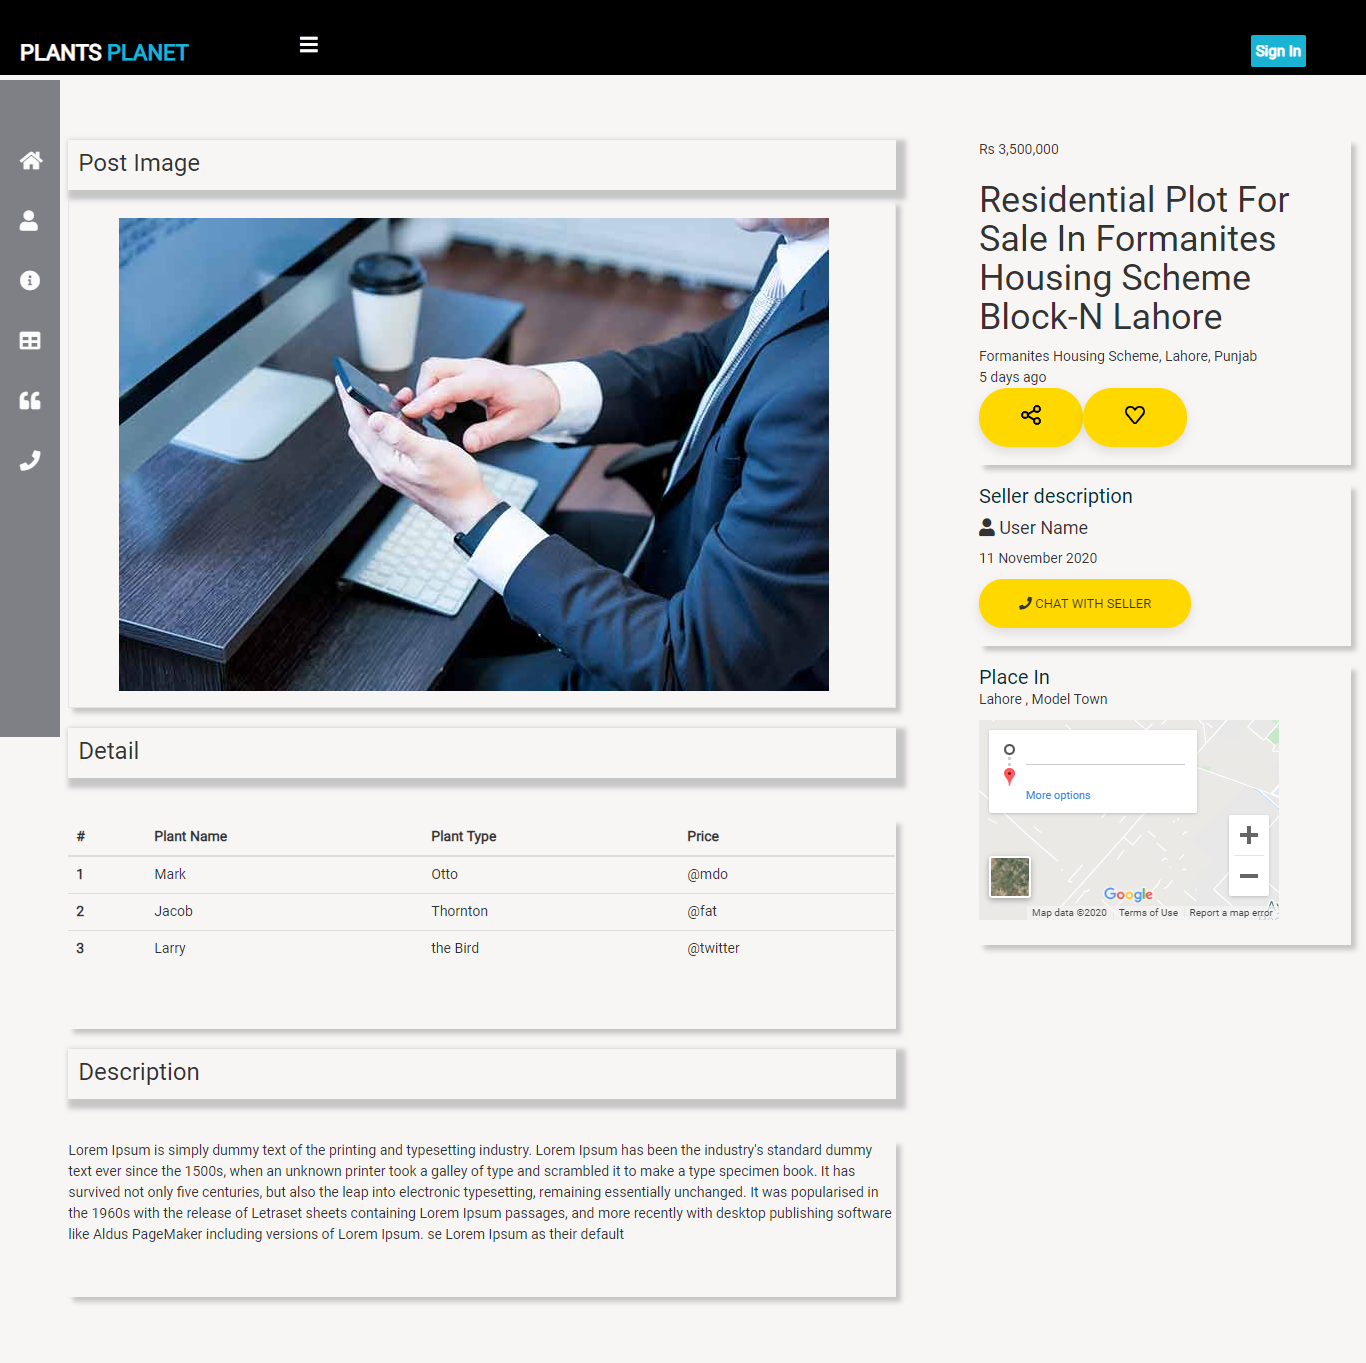 PLANTS PLANET
Sign In
Post Image
Detail
# Plant Name Plant Type Price
1 Mark Otto @mdo
2 Jacob Thornton @fat
3 Larry the Bird @twitter
Description
Lorem Ipsum is simply dummy text of the printing and typesetting industry. Lorem Ipsum has been the industry's standard dummy
text ever since the 1500s, when an unknown printer took a galley of type and scrambled it to make a type specimen book. It has
survived not only five centuries, but also the leap into electronic typesetting, remaining essentially unchanged. It was popularised in
the 1960s with the release of Letraset sheets containing Lorem Ipsum passages, and more recently with desktop publishing software
like Aldus PageMaker including versions of Lorem Ipsum. se Lorem Ipsum as their default
Rs 3,500,000
Residential Plot For
Sale In Formanites
Housing Scheme
Block-N Lahore
Formanites Housing Scheme, Lahore, Punjab
5 days ago
Seller description
User Name
11 November 2020
CHAT WITH SELLER
Place In
Lahore , Model Town
More options
Google
Map data ©2020 Terms of Use Report a map error